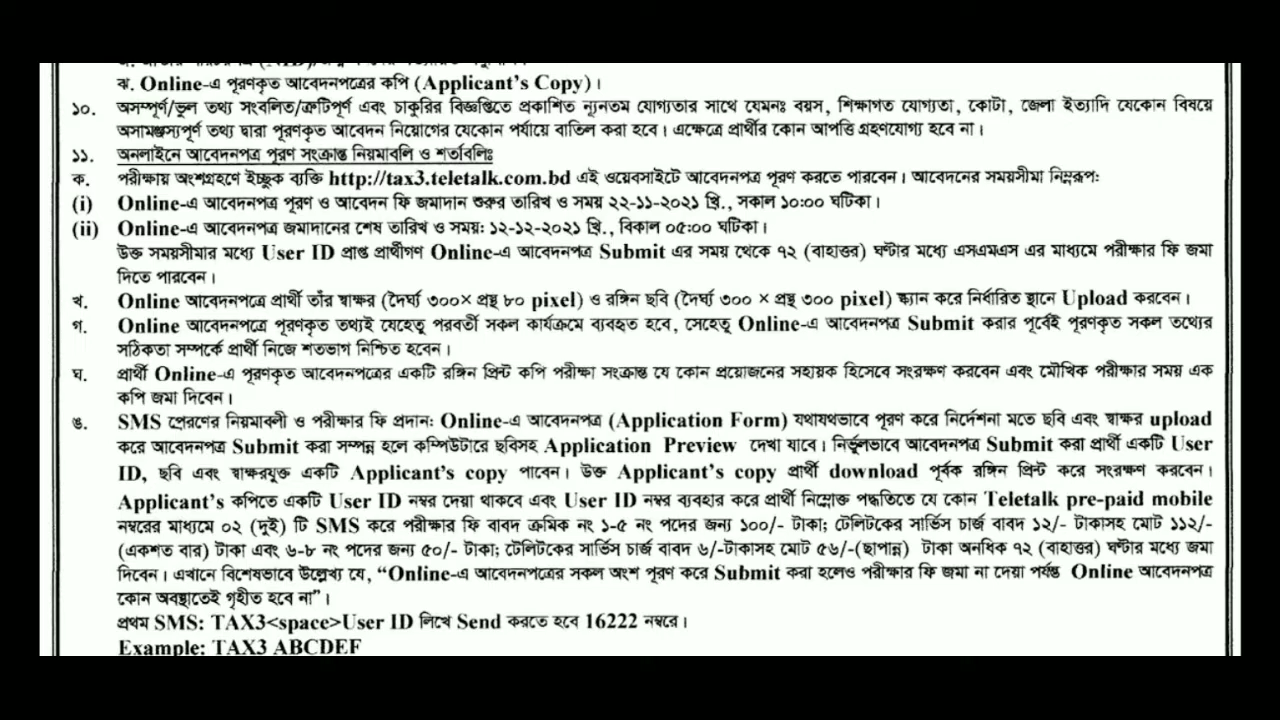 ঝ. Online-এ পূরণকৃত আবেদনপত্রের কপি (Applicant's Copy)।
১০. অসম্পূর্ণ/ভুল তথ্য সংবলিত/ত্রুটিপূর্ণ এবং চাকুরির বিজ্ঞপ্তিতে প্রকাশিত ন্যূনতম যোগ্যতার সাথে যেমনঃ বয়স, শিক্ষাগত যোগ্যতা, কোটা, জেলা ইত্যাদি যেকোন বিষয়ে
অসামঞ্জস্যপূর্ণ তথ্য দ্বারা পূরণকৃত আবেদন নিয়োগের যেকোন পর্যায়ে বাতিল করা হবে। এক্ষেত্রে প্রার্থীর কোন আপত্তি গ্রহণযোগ্য হবে না।
১১. অনলাইনে আবেদনপত্র পূরণ সংক্রান্ত নিয়মাবলি ও শর্তাবলিঃ
ক. পরীক্ষায় অংশগ্রহণে ইচ্ছুক ব্যক্তি http://tax3.teletalk.com.bd এই ওয়েবসাইটে আবেদনপত্র পূরণ করতে পারবেন। আবেদনের সময়সীমা নিম্নরূপঃ
(i) Online-এ আবেদনপত্র পূরণ ও আবেদন ফি জমাদান শুরুর তারিখ ও সময় ২২-১১-২০২১ খ্রি., সকাল ১০:০০ ঘটিকা।
(ii) Online-এ আবেদনপত্র জমাদানের শেষ তারিখ ও সময়ঃ ১২-১২-২০২১ খ্রি., বিকাল ০৫:০০ ঘটিকা।
উক্ত সময়সীমার মধ্যে User ID প্রাপ্ত প্রার্থীগণ Online-এ আবেদনপত্র Submit এর সময় থেকে ৭২ (বাহাত্তর) ঘণ্টার মধ্যে এসএমএস এর মাধ্যমে পরীক্ষার ফি জমা
দিতে পারবেন।
খ. Online আবেদনপত্রে প্রার্থী তাঁর স্বাক্ষর (দৈর্ঘ্য ৩০০× প্রস্থ ৮০ pixel) ও রঙ্গিন ছবি (দৈর্ঘ্য ৩০০ × প্রস্থ ৩০০ pixel) স্ক্যান করে নির্ধারিত স্থানে Upload করবেন।
গ. Online আবেদনপত্রে পূরণকৃত তথ্যই যেহেতু পরবর্তী সকল কার্যক্রমে ব্যবহৃত হবে, সেহেতু Online-এ আবেদনপত্র Submit করার পূর্বেই পূরণকৃত সকল তথ্যের
সঠিকতা সম্পর্কে প্রার্থী নিজে শতভাগ নিশ্চিত হবেন।
ঘ. প্রার্থী Online-এ পূরণকৃত আবেদনপত্রের একটি রঙ্গিন প্রিন্ট কপি পরীক্ষা সংক্রান্ত যে কোন প্রয়োজনের সহায়ক হিসেবে সংরক্ষণ করবেন এবং মৌখিক পরীক্ষার সময় এক
কপি জমা দিবেন।
ঙ. SMS প্রেরণের নিয়মাবলী ও পরীক্ষার ফি প্রদানঃ Online-এ আবেদনপত্র (Application Form) যথাযথভাবে পূরণ করে নির্দেশনা মতে ছবি এবং স্বাক্ষর upload
করে আবেদনপত্র Submit করা সম্পন্ন হলে কম্পিউটারে ছবিসহ Application Preview দেখা যাবে। নির্ভুলভাবে আবেদনপত্র Submit করা প্রার্থী একটি User
ID, ছবি এবং স্বাক্ষরযুক্ত একটি Applicant's copy পাবেন। উক্ত Applicant's copy প্রার্থী download পূর্বক রঙ্গিন প্রিন্ট করে সংরক্ষণ করবেন।
Applicant's কপিতে একটি User ID নম্বর দেয়া থাকবে এবং User ID নম্বর ব্যবহার করে প্রার্থী নিম্নোক্ত পদ্ধতিতে যে কোন Teletalk pre-paid mobile
নম্বরের মাধ্যমে ০২ (দুই) টি SMS করে পরীক্ষার ফি বাবদ ক্রমিক নং ১-৫ নং পদের জন্য ১০০/- টাকা; টেলিটকের সার্ভিস চার্জ বাবদ ১২/- টাকাসহ মোট ১১২/-
(একশত বার) টাকা এবং ৬-৮ নং পদের জন্য ৫০/- টাকা; টেলিটকের সার্ভিস চার্জ বাবদ ৬/-টাকাসহ মোট ৫৬/-(ছাপান্ন) টাকা অনধিক ৭২ (বাহাত্তর) ঘণ্টার মধ্যে জমা
দিবেন। এখানে বিশেষভাবে উল্লেখ্য যে, “Online-এ আবেদনপত্রের সকল অংশ পূরণ করে Submit করা হলেও পরীক্ষার ফি জমা না দেয়া পর্যন্ত Online আবেদনপত্র
কোন অবস্থাতেই গৃহীত হবে না”।
প্রথম SMS: TAX3<space>User ID লিখে Send করতে হবে 16222 নম্বরে।
Example: TAX3 ABCDEF